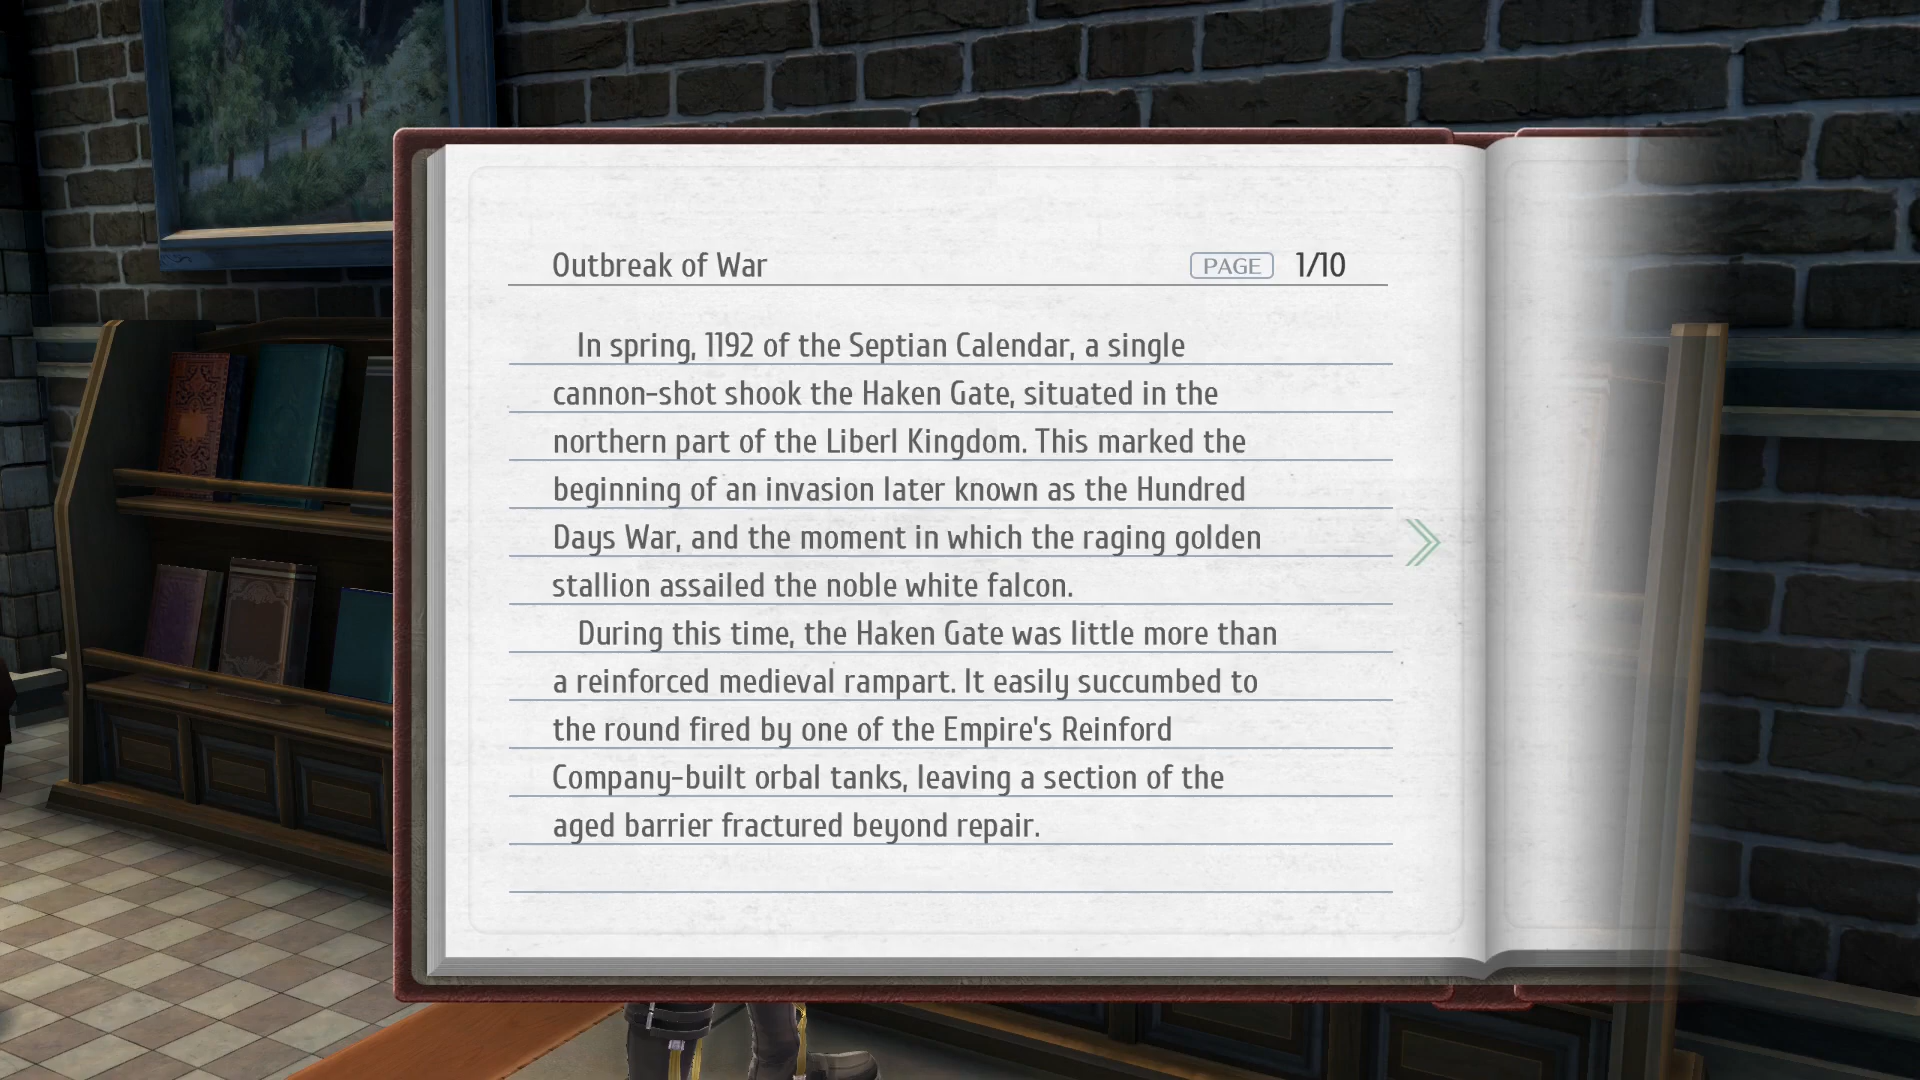 Outbreak of War PAGE 1/10
In spring, 1192 of the Septian Calendar, a single
cannon-shot shook the Haken Gate, situated in the
northern part of the Liberl Kingdom. This marked the
beginning of an invasion later known as the Hundred
Days War, and the moment in which the raging golden
stallion assailed the noble white falcon.
During this time, the Haken Gate was little more than
a reinforced medieval rampart. It easily succumbed to
the round fired by one of the Empire's Reinford
Company-built orbal tanks, leaving a section of the
aged barrier fractured beyond repair.